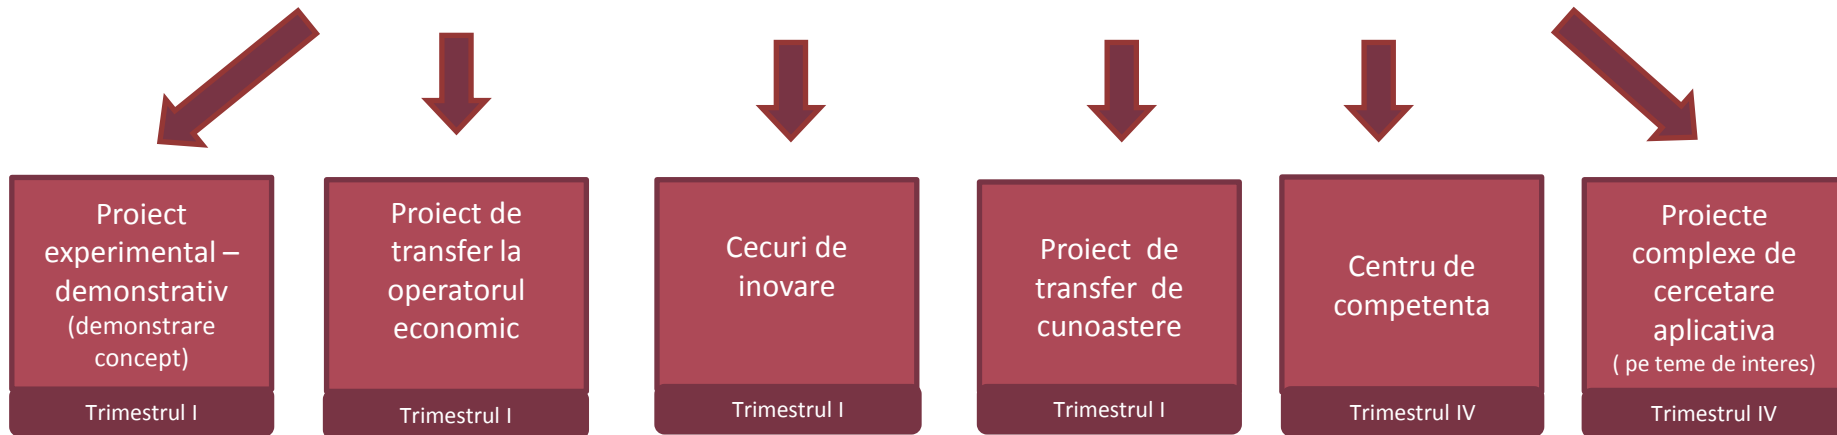 Proiect
experimental –
demonstrativ
(demonstrare
concept)
Trimestrul I
Proiect de
transfer la
operatorul
economic
Trimestrul I
Cecuri de
inovare
Trimestrul I
Proiect de
transfer de
cunoastere
Trimestrul I
Centru de
competenta
Trimestrul IV
Proiecte
complexe de
cercetare
aplicativa
( pe teme de interes)
Trimestrul IV